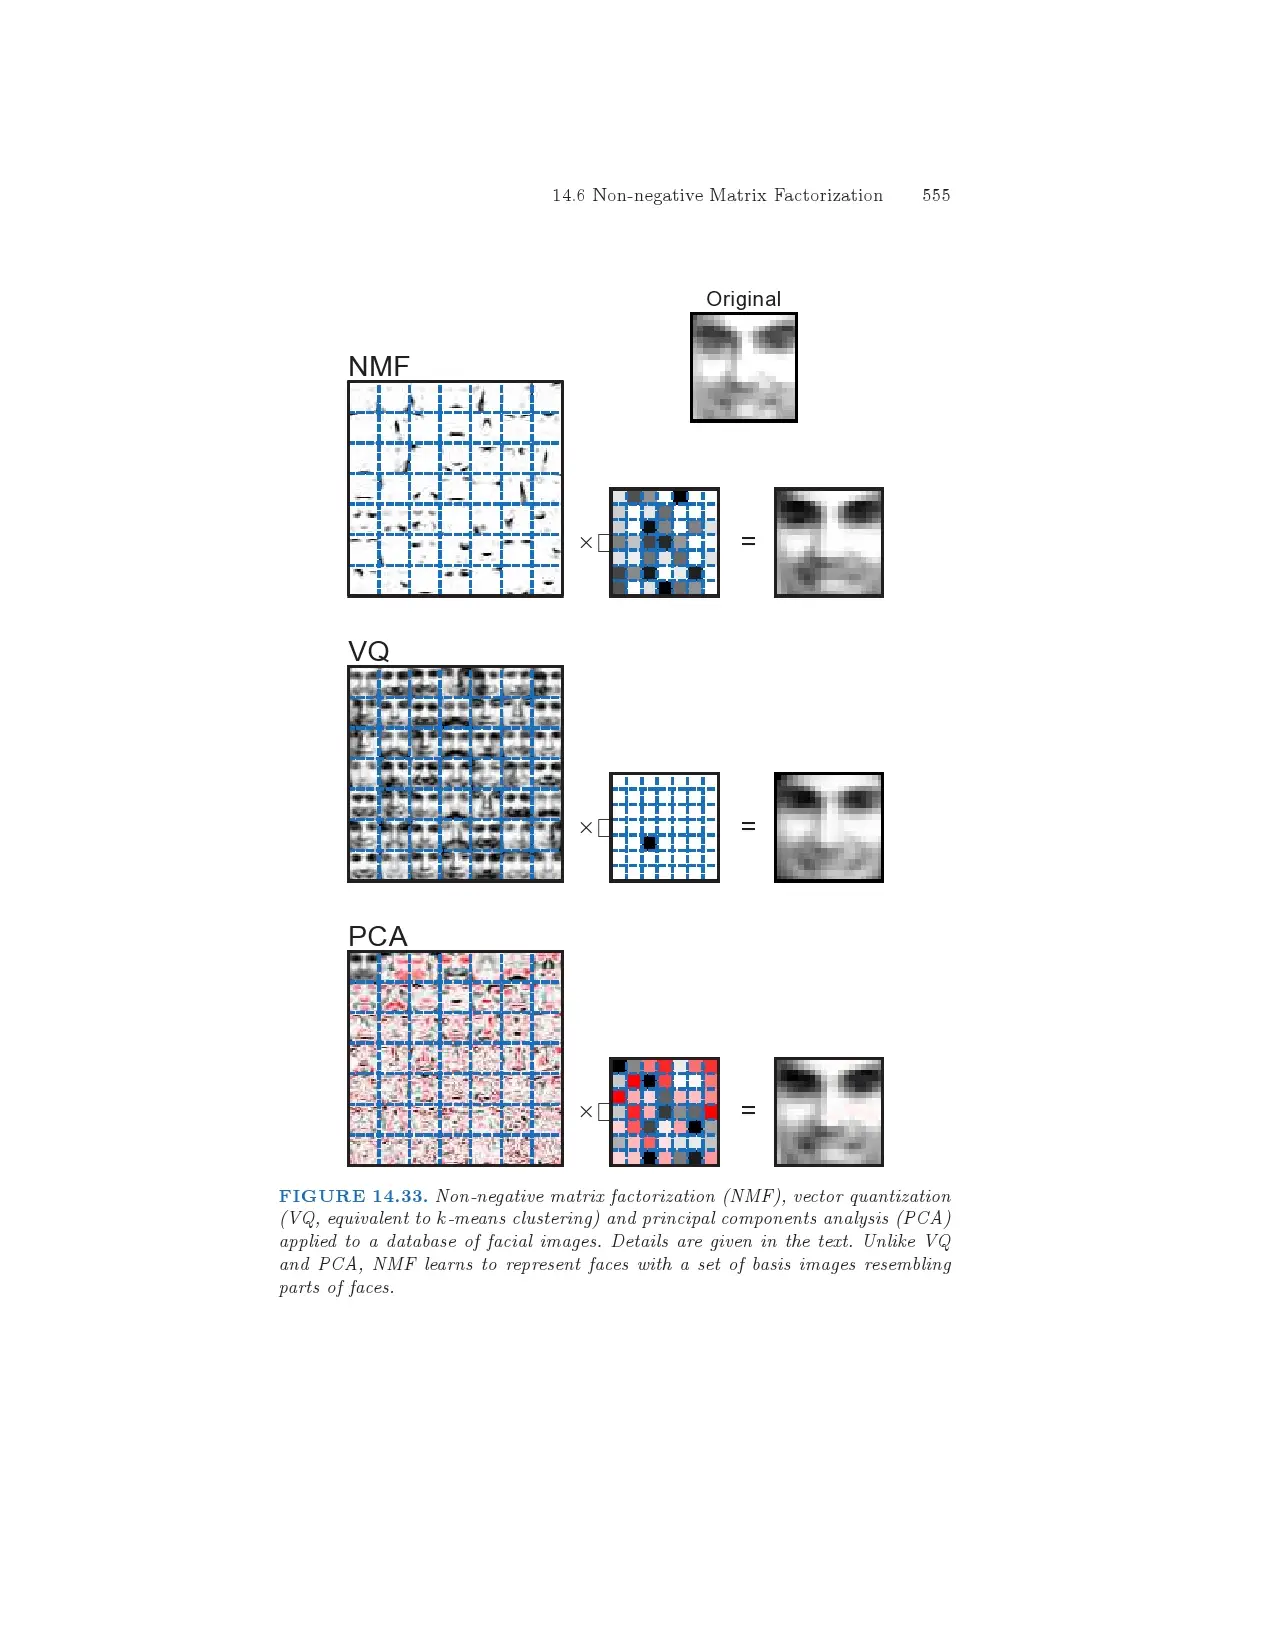 14.6 Non-negative Matrix Factorization 555
Original
NMF
× =
VQ
× =
PCA
× =
FIGURE 14.33. Non-negative matrix factorization (NMF), vector quantization
(VQ, equivalent to k-means clustering) and principal components analysis (PCA)
applied to a database of facial images. Details are given in the text. Unlike VQ
and PCA, NMF learns to represent faces with a set of basis images resembling
parts of faces.